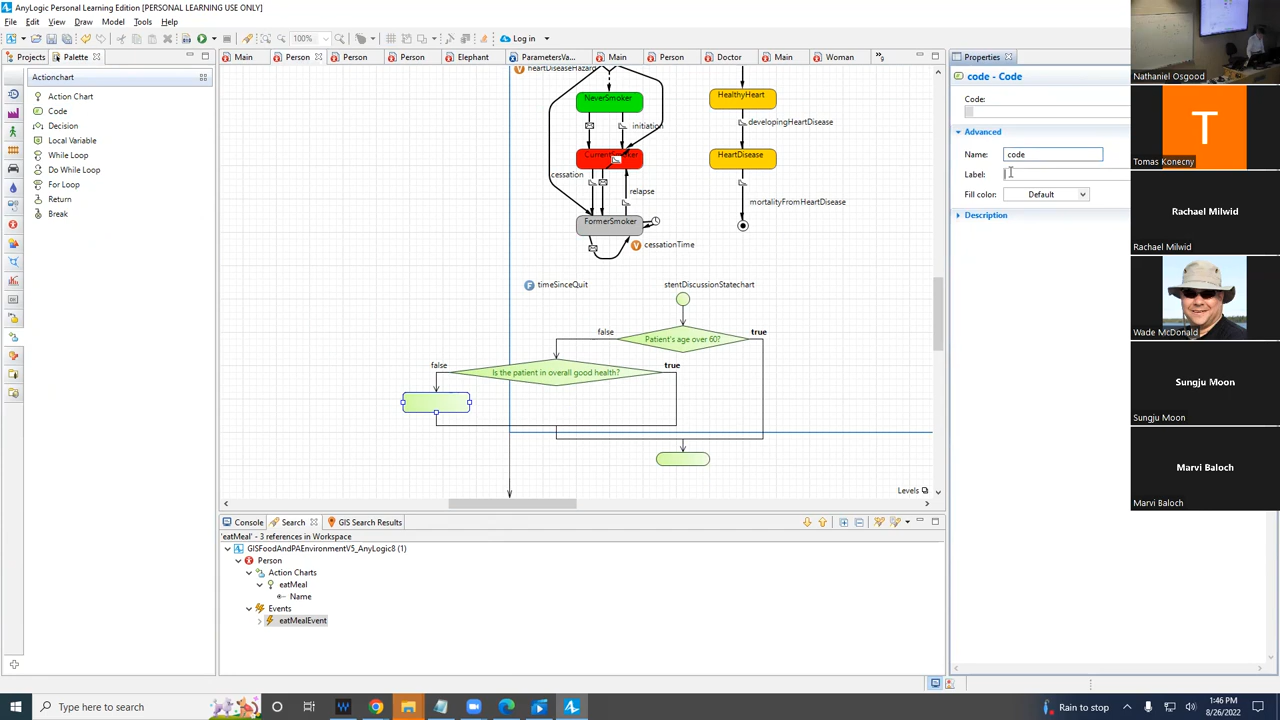 AnyLogic Personal Learning Edition [PERSONAL LEARNING USE ONLY]
File Edit View Draw Model Tools Help
100% Log in
Projects Palette
Main Person Person Person Elephant ParametersVa... Main Person Doctor Main Woman
Properties
Actionchart
Action Chart
Code
Decision
Local Variable
While Loop
Do While Loop
For Loop
Return
Break
heartDiseaseHazard
NeverSmoker
initiation
CurrentSmoker
cessation
relapse
FormerSmoker
cessationTime
HealthyHeart
developingHeartDisease
HeartDisease
mortalityFromHeartDisease
timeSinceQuit
stentDiscussionStatechart
false
Patient's age over 60?
true
false
Is the patient in overall good health?
true
Levels
code - Code
Code:
Advanced
Name: code
Label:
Fill color: Default
Description
Console Search GIS Search Results
'eatMeal' - 3 references in Workspace
GISFoodAndPAEnvironmentV5_AnyLogic8 (1)
Person
Action Charts
eatMeal
Name
Events
eatMealEvent
Nathaniel Osgood
T
Tomas Konecny
Rachael Milwid
Rachael Milwid
Wade McDonald
Sungju Moon
Sungju Moon
Marvi Baloch
Marvi Baloch
Type here to search
Rain to stop
1:46 PM
8/26/2022